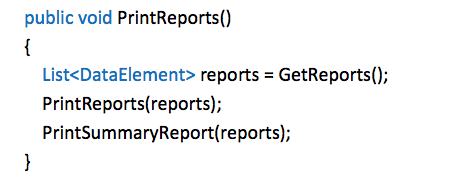 public void PrintReports()
{
List<DataElement> reports = GetReports();
PrintReports(reports);
PrintSummaryReport(reports);
}